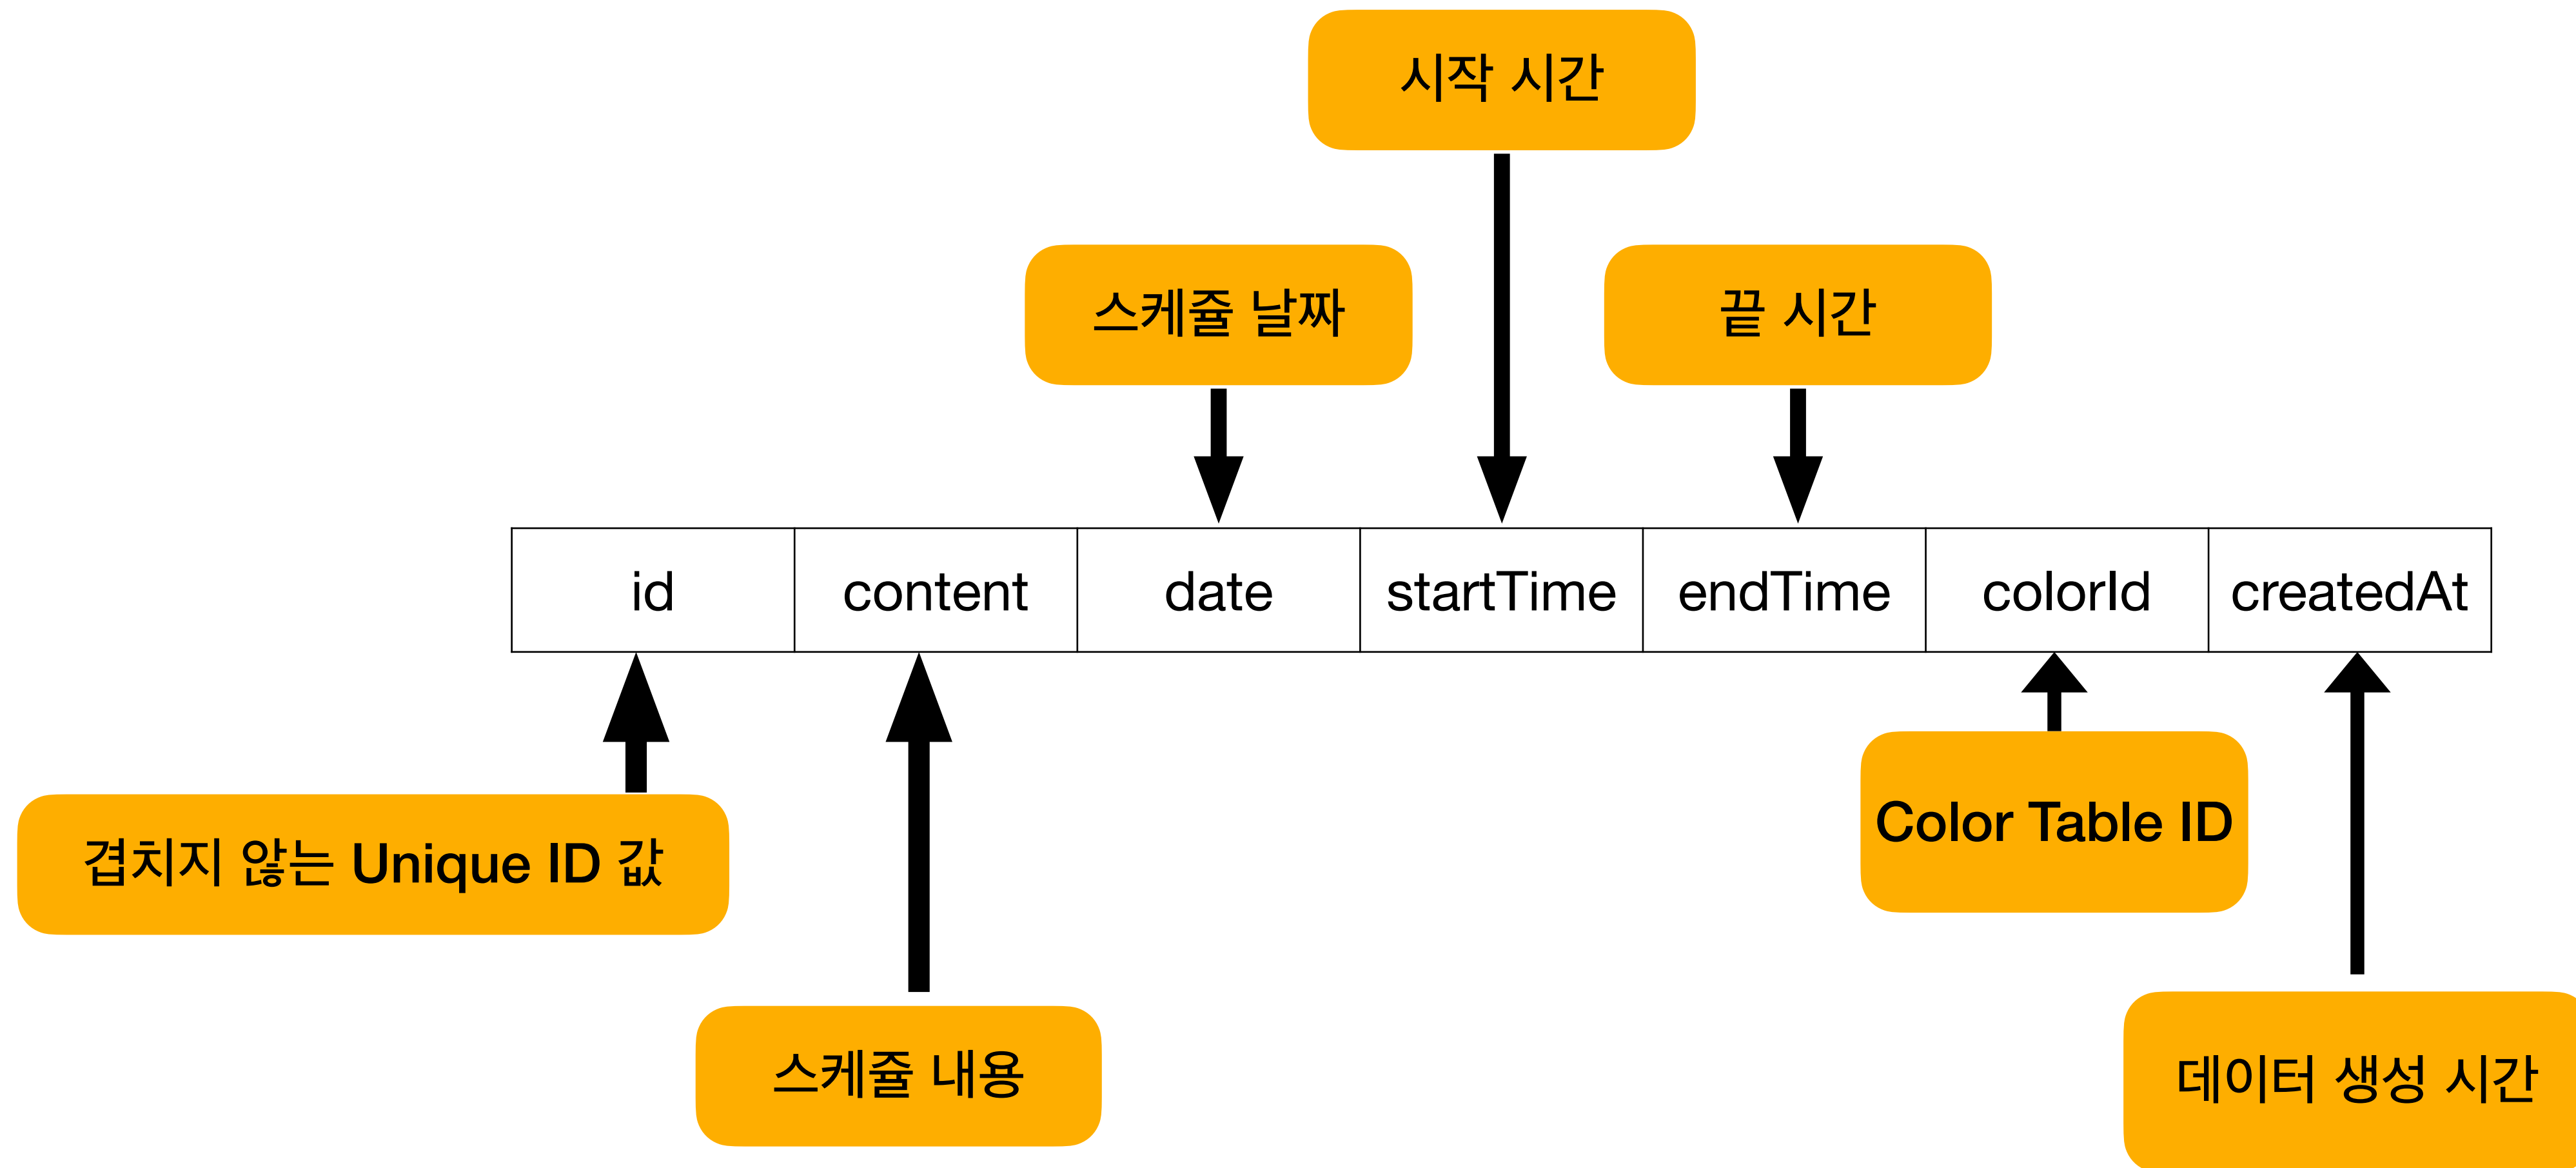 시작 시간
스케쥴 날짜
끝 시간
id
content
date
startTime
endTime
colorId
createdAt
Color Table ID
겹치지 않는 Unique ID 값
스케쥴 내용
데이터 생성 시간